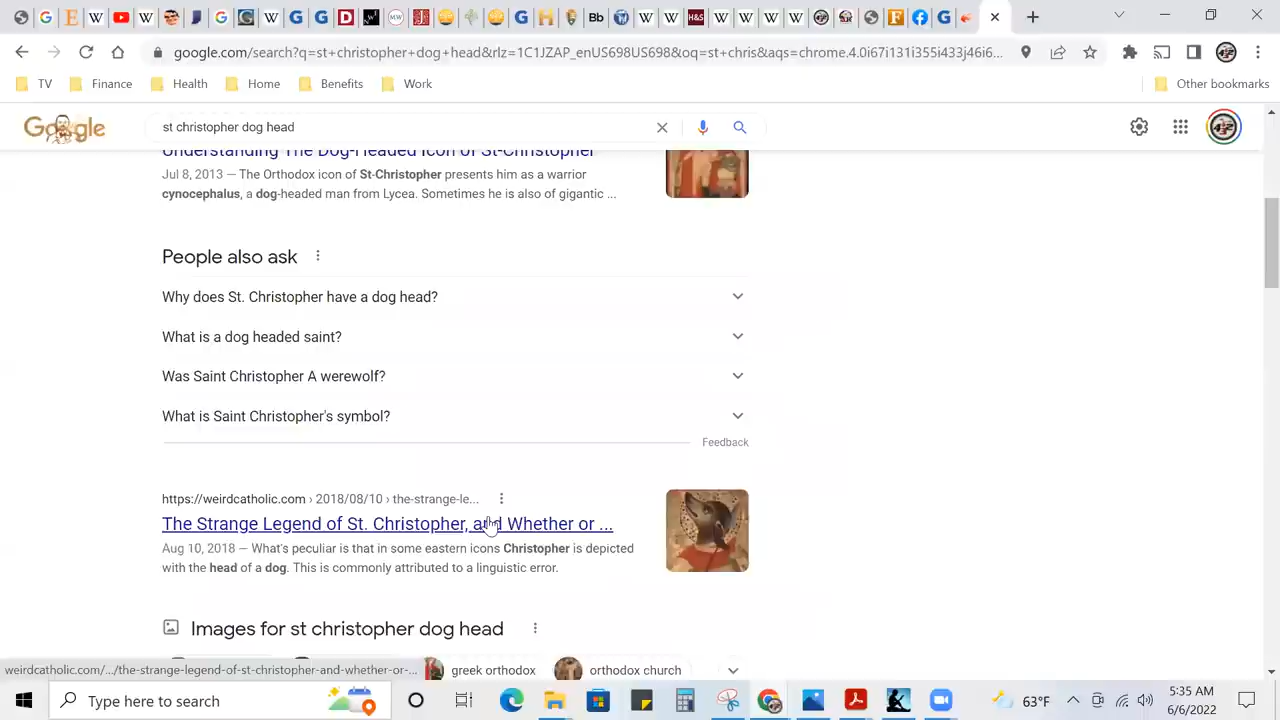 google.com/search?q=st+christopher+dog+head&rlz=1C1JZAP_enUS698US698&oq=st+chris&aqs=chrome.4.0i67i131i355i433j46i6...
TV
Finance
Health
Home
Benefits
Work
Other bookmarks
Google
st christopher dog head
Understanding The Dog-Headed Icon of St-Christopher
Jul 8, 2013 — The Orthodox icon of St-Christopher presents him as a warrior
cynocephalus, a dog-headed man from Lycea. Sometimes he is also of gigantic ...
People also ask
Why does St. Christopher have a dog head?
What is a dog headed saint?
Was Saint Christopher A werewolf?
What is Saint Christopher's symbol?
Feedback
https://weirdcatholic.com › 2018/08/10 › the-strange-le...
The Strange Legend of St. Christopher, and Whether or ...
Aug 10, 2018 — What's peculiar is that in some eastern icons Christopher is depicted
with the head of a dog. This is commonly attributed to a linguistic error.
Images for st christopher dog head
greek orthodox
orthodox church
weirdcatholic.com/.../the-strange-legend-of-st-christopher-and-whether-or-...
Type here to search
63°F
5:35 AM
6/6/2022